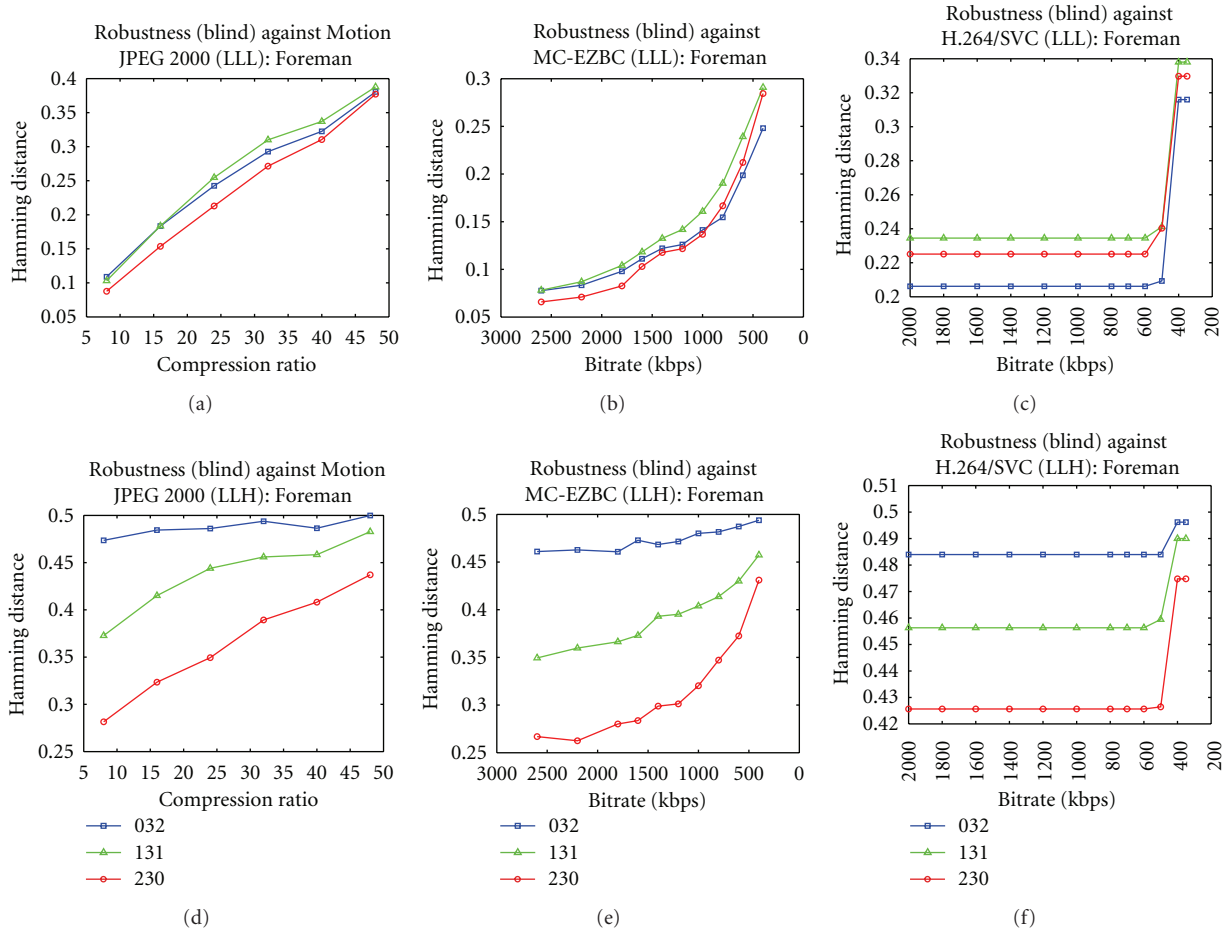 Robustness (blind) against Motion
JPEG 2000 (LLL): Foreman
0.4
0.35
0.3
0.25
0.2
0.15
0.1
0.05
Hamming distance
5 10 15 20 25 30 35 40 45 50
Compression ratio
(a)
Robustness (blind) against
MC-EZBC (LLL): Foreman
0.3
0.25
0.2
0.15
0.1
0.05
Hamming distance
3000 2500 2000 1500 1000 500 0
Bitrate (kbps)
(b)
Robustness (blind) against
H.264/SVC (LLL): Foreman
0.34
0.32
0.3
0.28
0.26
0.24
0.22
0.2
Hamming distance
2000 1800 1600 1400 1200 1000 800 600 400 200
Bitrate (kbps)
(c)
Robustness (blind) against Motion
JPEG 2000 (LLH): Foreman
0.5
0.45
0.4
0.35
0.3
0.25
Hamming distance
5 10 15 20 25 30 35 40 45 50
Compression ratio
032
131
230
(d)
Robustness (blind) against
MC-EZBC (LLH): Foreman
0.5
0.45
0.4
0.35
0.3
0.25
Hamming distance
3000 2500 2000 1500 1000 500 0
Bitrate (kbps)
032
131
230
(e)
Robustness (blind) against
H.264/SVC (LLH): Foreman
0.51
0.5
0.49
0.48
0.47
0.46
0.45
0.44
0.43
0.42
Hamming distance
2000 1800 1600 1400 1200 1000 800 600 400 200
Bitrate (kbps)
032
131
230
(f)